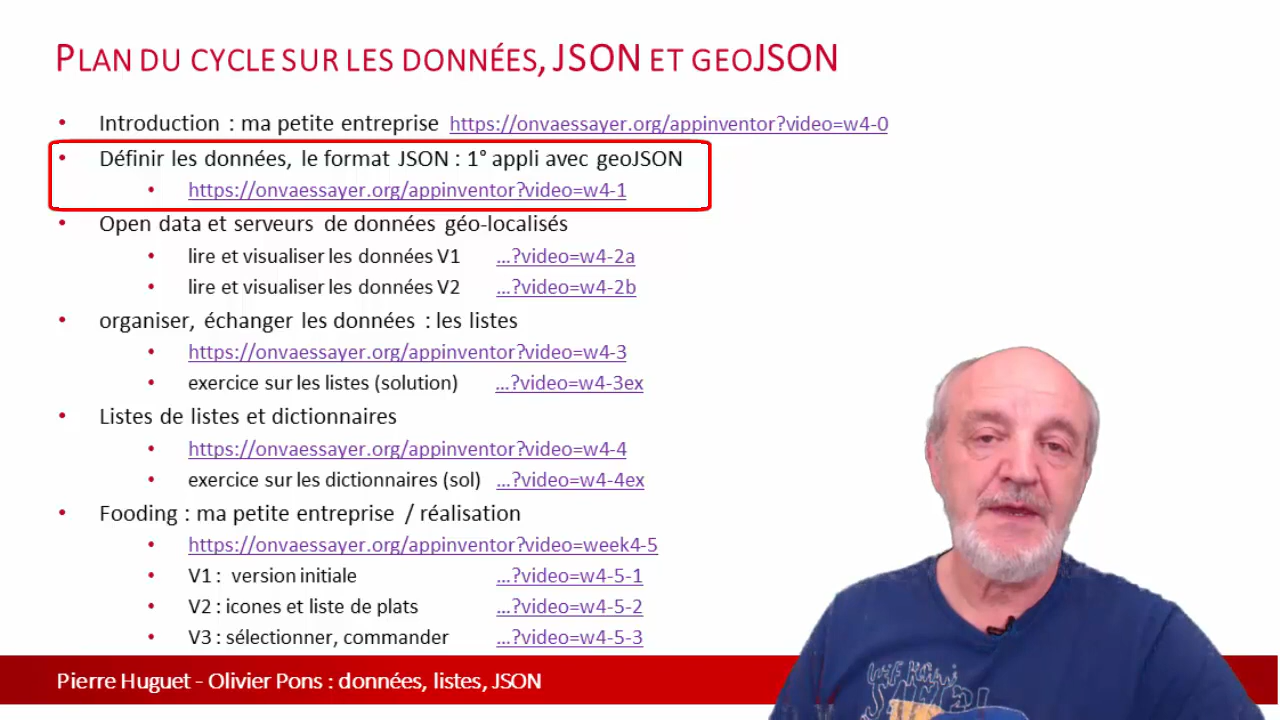 PLAN DU CYCLE SUR LES DONNÉES, JSON ET GEOJSON
• Introduction : ma petite entreprise https://onvaessayer.org/appinventor?video=w4-0
• Définir les données, le format JSON : 1° appli avec geoJSON
• https://onvaessayer.org/appinventor?video=w4-1
• Open data et serveurs de données géo-localisés
• lire et visualiser les données V1 ...?video=w4-2a
• lire et visualiser les données V2 ...?video=w4-2b
• organiser, échanger les données : les listes
• https://onvaessayer.org/appinventor?video=w4-3
• exercice sur les listes (solution) ...?video=w4-3ex
• Listes de listes et dictionnaires
• https://onvaessayer.org/appinventor?video=w4-4
• exercice sur les dictionnaires (sol) ...?video=w4-4ex
• Fooding : ma petite entreprise / réalisation
• https://onvaessayer.org/appinventor?video=week4-5
• V1 : version initiale ...?video=w4-5-1
• V2 : icones et liste de plats ...?video=w4-5-2
• V3 : sélectionner, commander ...?video=w4-5-3
Pierre Huguet - Olivier Pons : données, listes, JSON